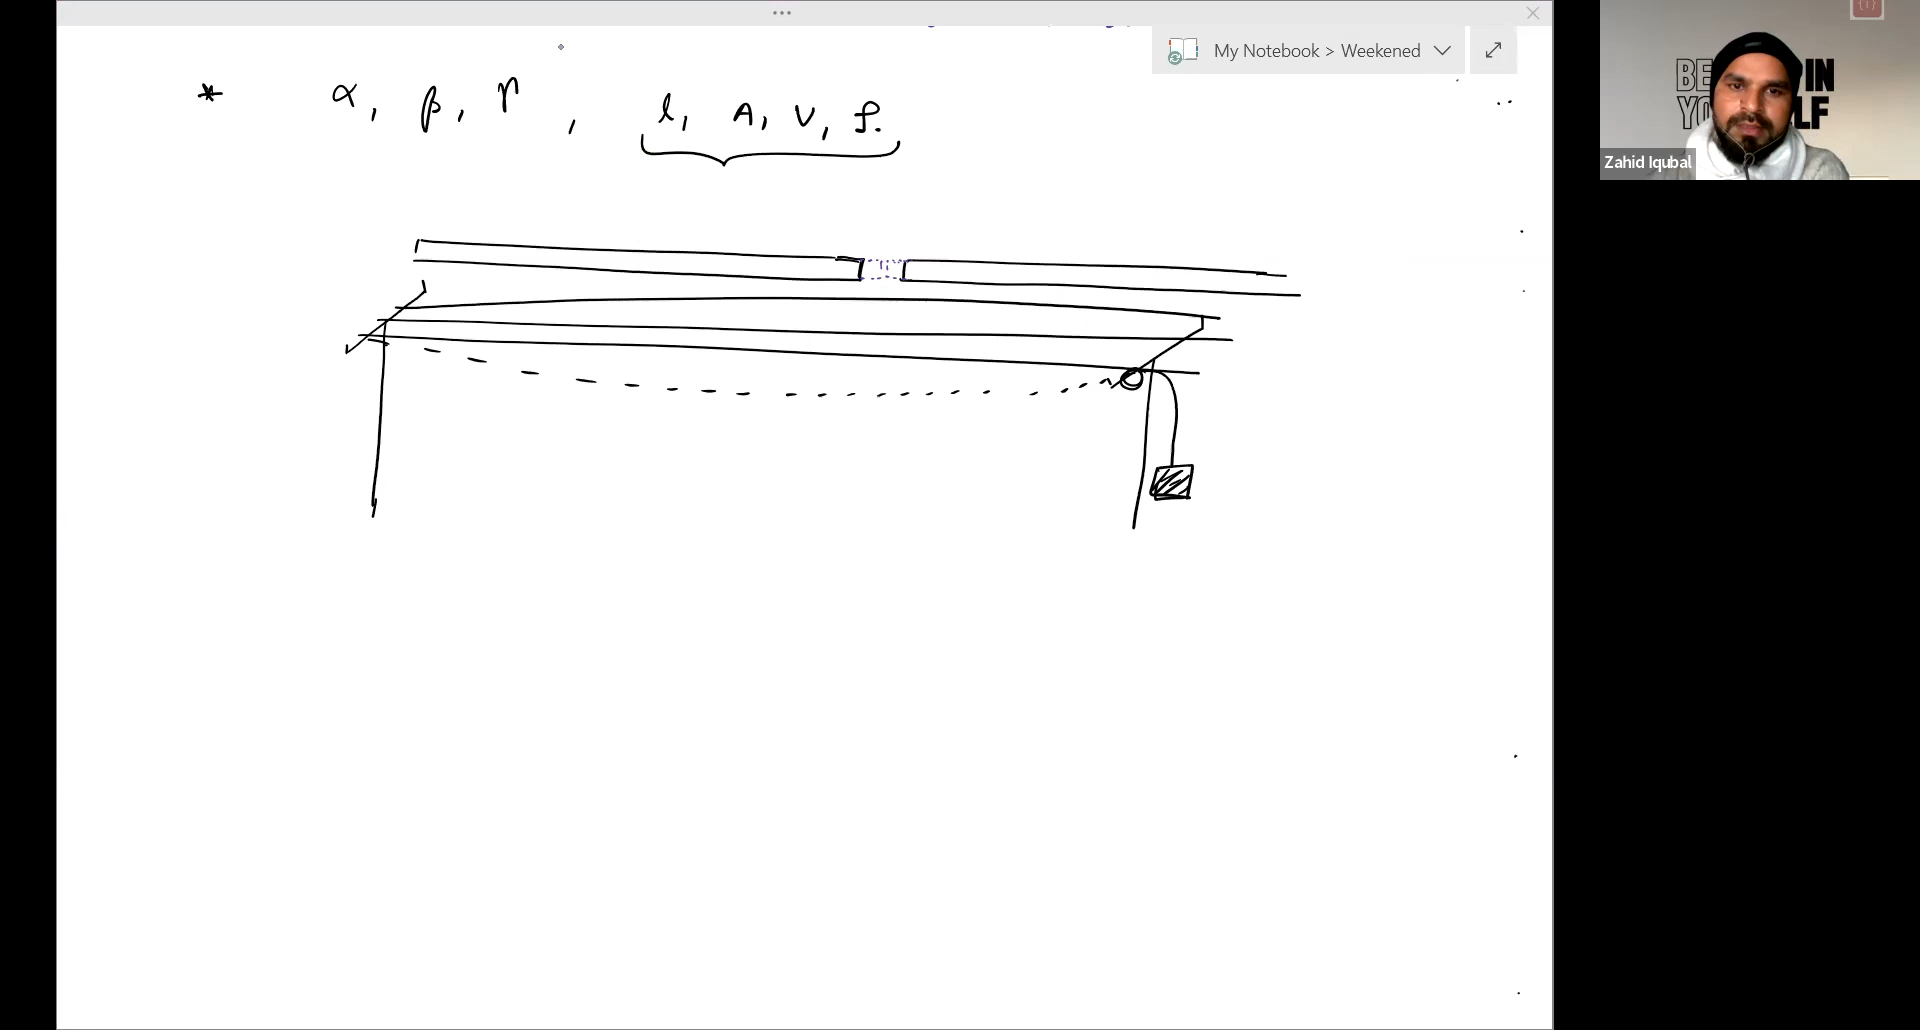 My Notebook > Weekened
* α, β, γ, l, A, V, ρ.
Zahid Iqubal